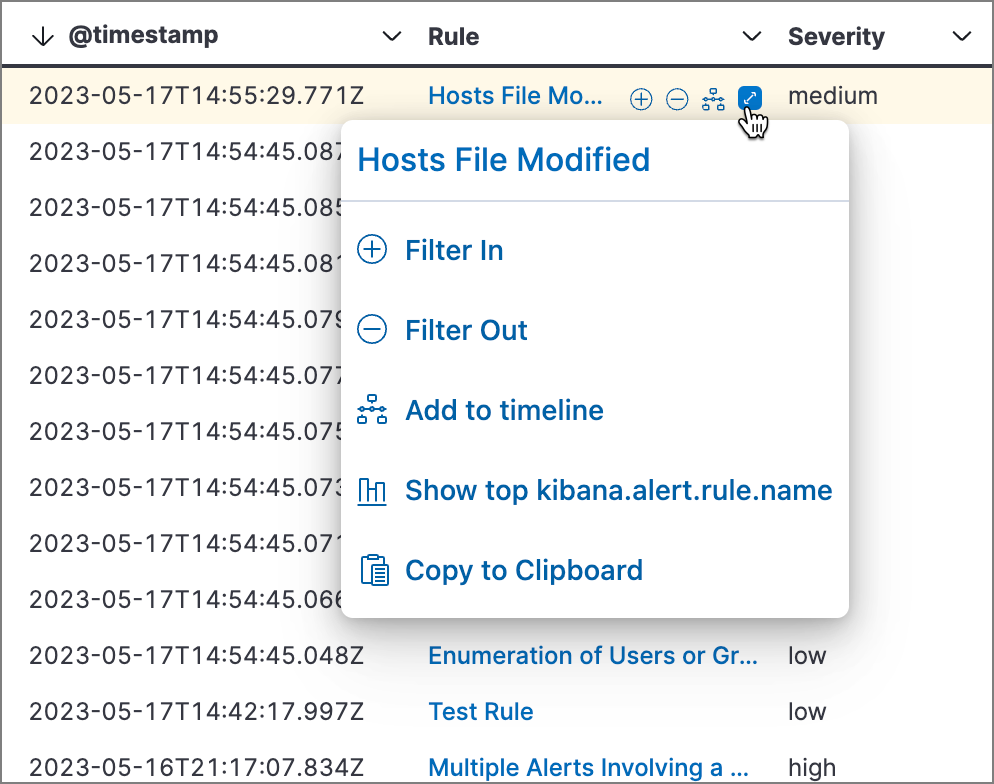 @timestamp Rule Severity
2023-05-17T14:55:29.771Z Hosts File Mo... medium
2023-05-17T14:54:45.087
Hosts File Modified
2023-05-17T14:54:45.085
2023-05-17T14:54:45.081
Filter In
2023-05-17T14:54:45.079
Filter Out
2023-05-17T14:54:45.077
Add to timeline
2023-05-17T14:54:45.075
2023-05-17T14:54:45.073
Show top kibana.alert.rule.name
2023-05-17T14:54:45.071
Copy to Clipboard
2023-05-17T14:54:45.066
2023-05-17T14:54:45.048Z Enumeration of Users or Gr... low
2023-05-17T14:42:17.997Z Test Rule low
2023-05-16T21:17:07.834Z Multiple Alerts Involving a ... high